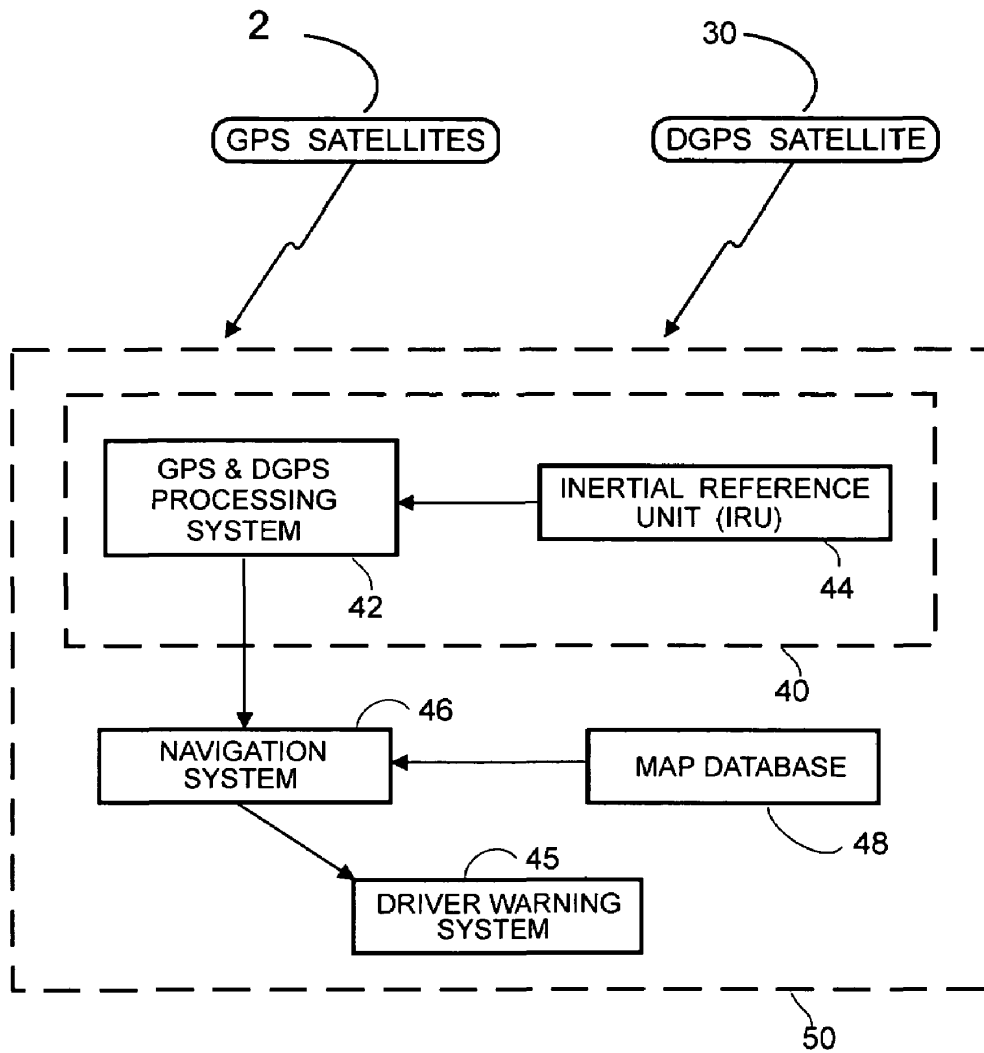 2
30
GPS SATELLITES
DGPS SATELLITE
GPS & DGPS
PROCESSING
SYSTEM
42
INERTIAL REFERENCE
UNIT (IRU)
44
40
46
NAVIGATION
SYSTEM
MAP DATABASE
48
45
DRIVER WARNING
SYSTEM
50